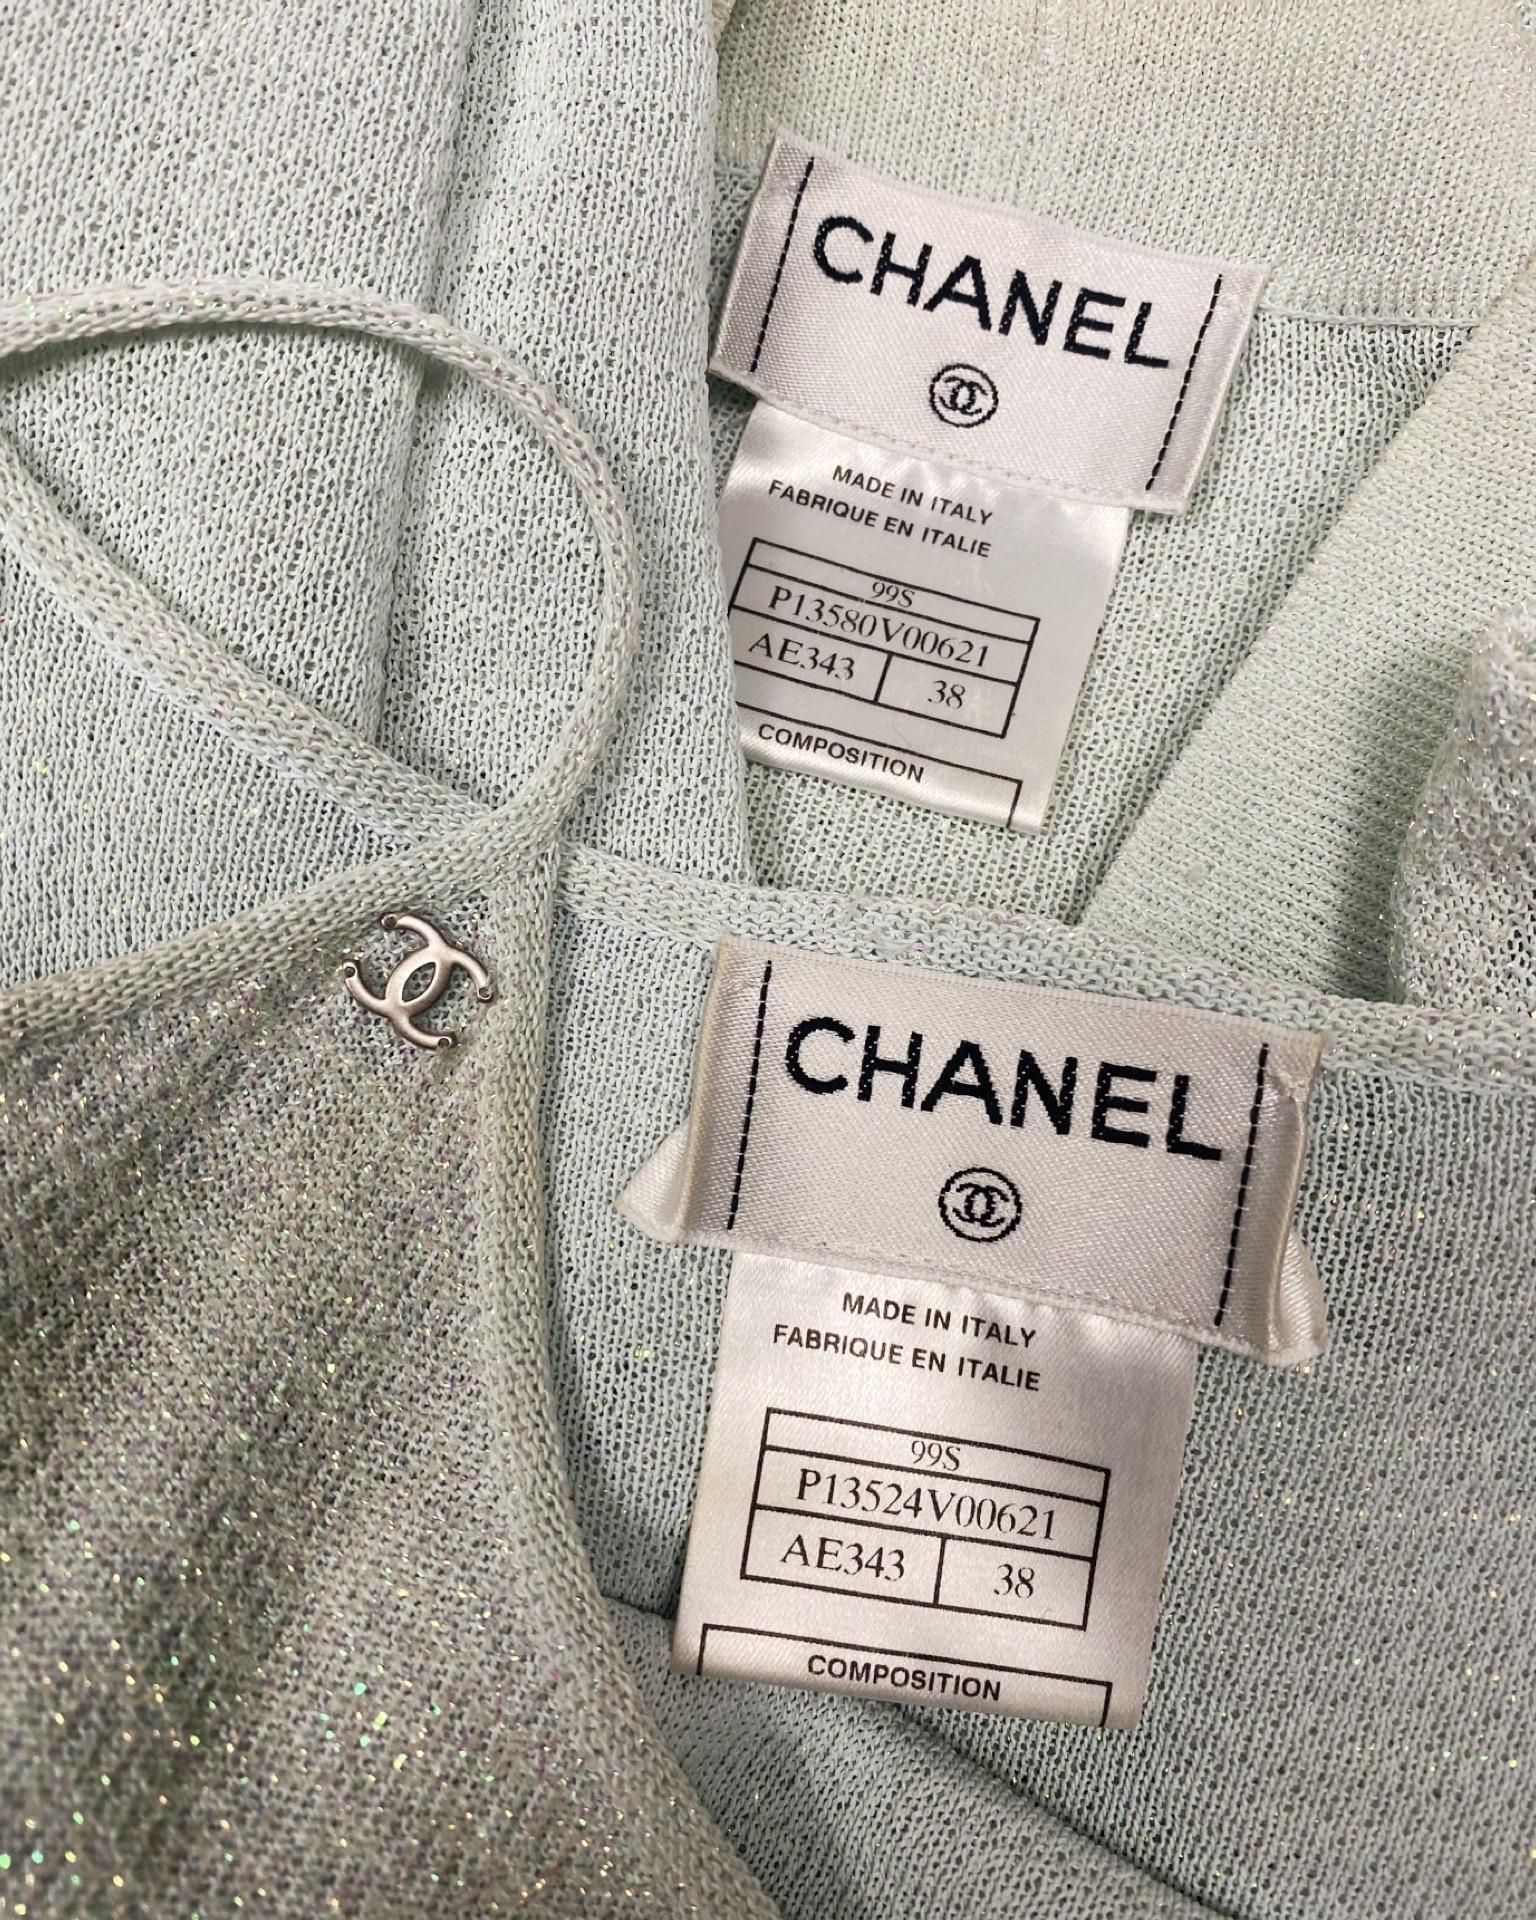 CHANEL
MADE IN ITALY
FABRIQUE EN ITALIE
99S
P13580V00621
AE343 38
COMPOSITION
CHANEL
MADE IN ITALY
FABRIQUE EN ITALIE
99S
P13524V00621
AE343 38
COMPOSITION